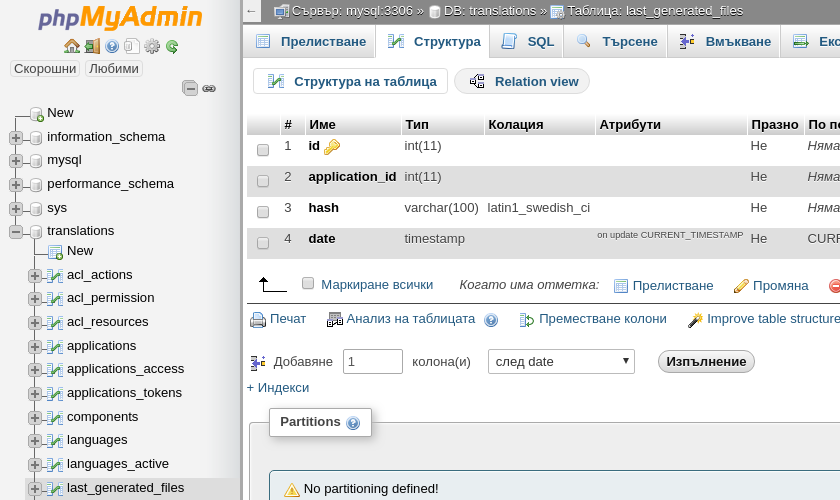 phpMyAdmin
Скорошни Любими
New
information_schema
mysql
performance_schema
sys
translations
New
acl_actions
acl_permission
acl_resources
applications
applications_access
applications_tokens
components
languages
languages_active
last_generated_files
← Сървър: mysql:3306 » DB: translations » Таблица: last_generated_files
Прелистване Структура SQL Търсене Вмъкване Екс
Структура на таблица Relation view
# Име Тип Колация Атрибути Празно По по
1 id int(11) Не Няма
2 application_id int(11) Не Няма
3 hash varchar(100) latin1_swedish_ci Не Няма
4 date timestamp on update CURRENT_TIMESTAMP Не CURR
Маркиране всички Когато има отметка: Прелистване Промяна
Печат Анализ на таблицата Преместване колони Improve table structure
Добавяне 1 колона(и) след date Изпълнение
+ Индекси
Partitions
No partitioning defined!